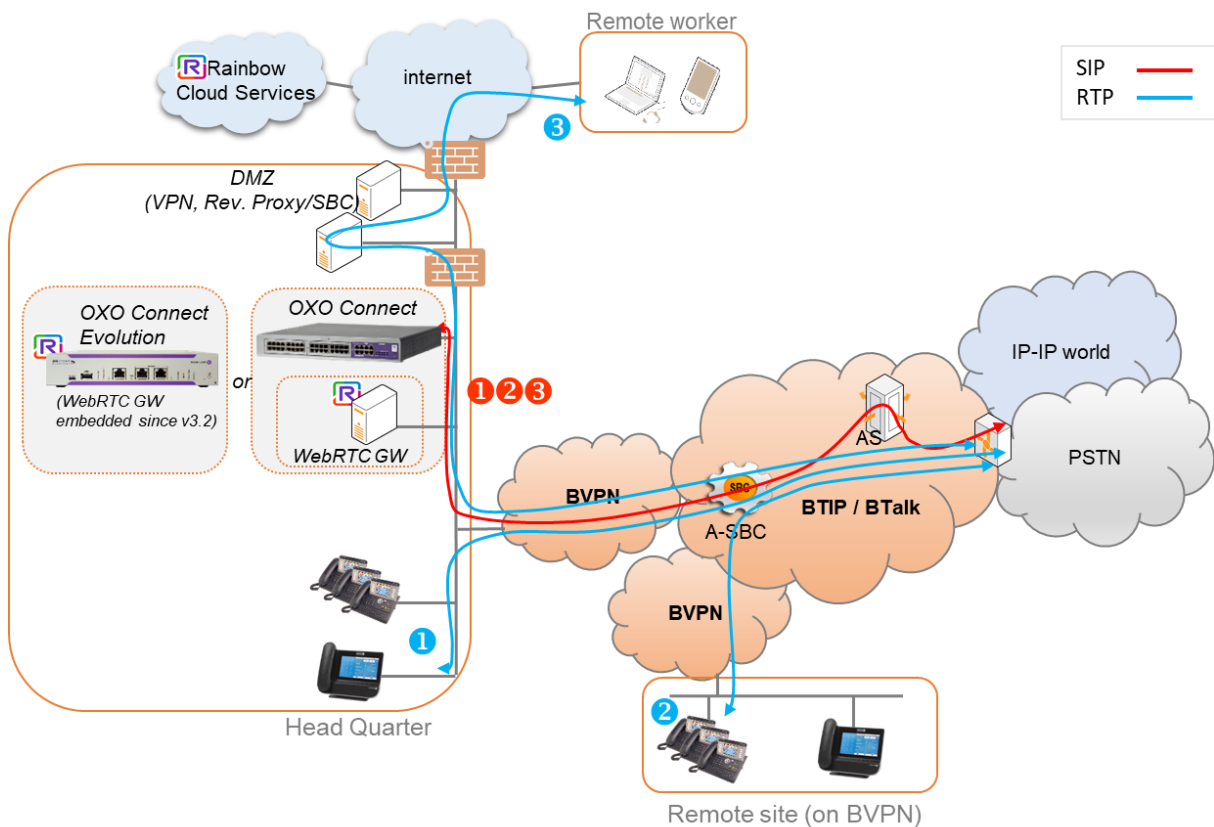 Remote worker
R Rainbow
Cloud Services
internet
SIP
RTP
3
DMZ
(VPN, Rev. Proxy/SBC)
OXO Connect
Evolution
R
(WebRTC GW
embedded since v3.2)
or
OXO Connect
R
WebRTC GW
1 2 3
IP-IP world
AS
PSTN
BVPN
SBC
A-SBC
BTIP / BTalk
BVPN
1
Head Quarter
2
Remote site (on BVPN)